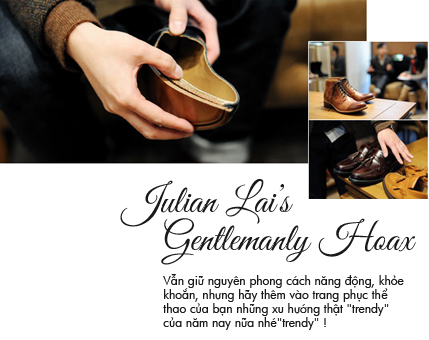 Julian Lai's
Gentlemanly Hoax
Vẫn giữ nguyên phong cách năng động, khỏe
khoắn, nhưng hãy thêm vào trang phục thể
thao của bạn những xu hướng thật "trendy"
của năm nay nữa nhé"trendy" !